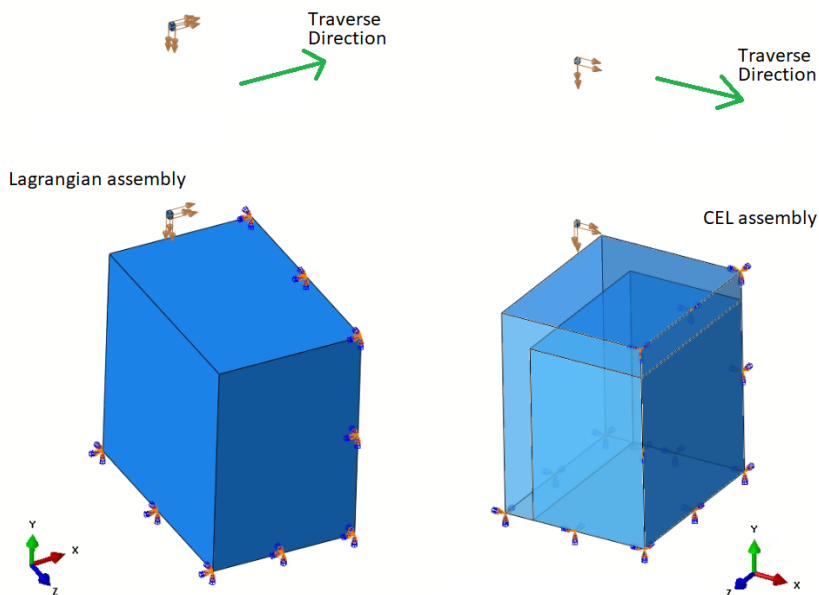 Traverse
Direction
Traverse
Direction
Lagrangian assembly
CEL assembly
Y
X
Z
Y
X
Z